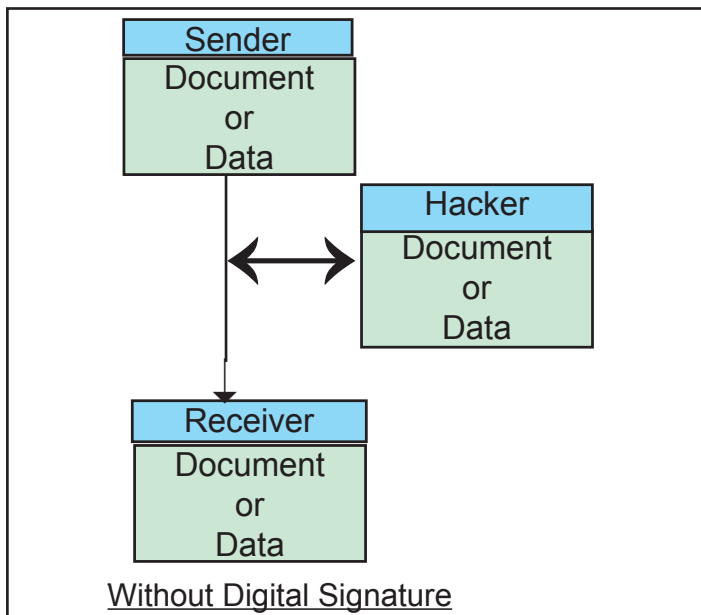 Sender
Document
or
Data
Hacker
Document
or
Data
Receiver
Document
or
Data
Without Digital Signature